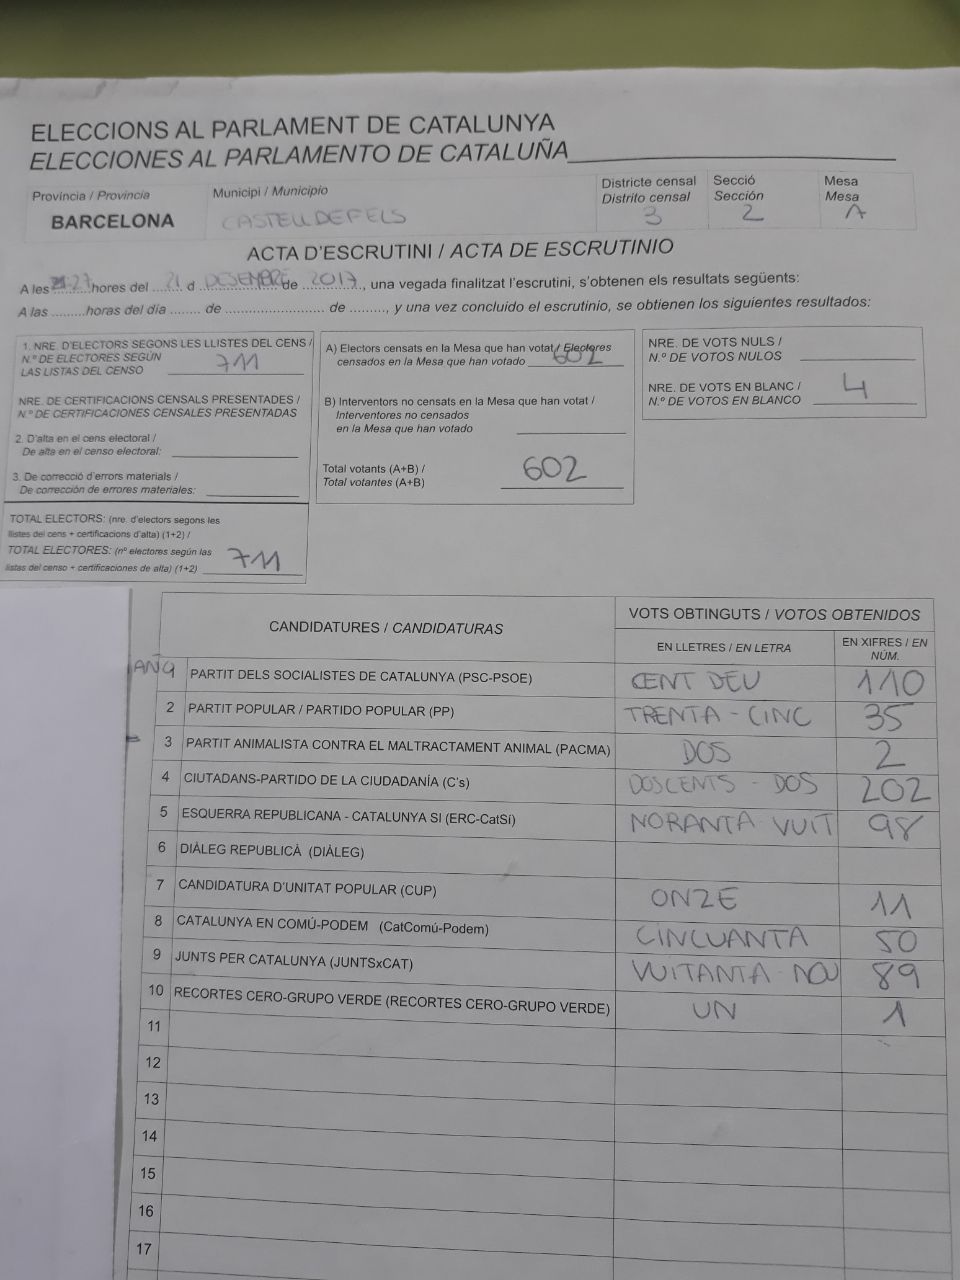 ELECCIONS AL PARLAMENT DE CATALUNYA
ELECCIONES AL PARLAMENTO DE CATALUÑA
Provincia / Provincia
BARCELONA
Municipi / Municipio
CASTELLDEFELS
Districte censal
Distrito censal
3
Secció
Sección
2
Mesa
Mesa
A
ACTA D'ESCRUTINI / ACTA DE ESCRUTINIO
A les hores del 21 d DESEMBRE de 2017, una vegada finalitzat l'escrutini, s'obtenen els resultats següents:
A las ........horas del día ........ de ......................... de ........., y una vez concluido el escrutinio, se obtienen los siguientes resultados:
1. NRE. D'ELECTORS SEGONS LES LLISTES DEL CENS /
N.º DE ELECTORES SEGÚN
LAS LISTAS DEL CENSO 711
NRE. DE CERTIFICACIONS CENSALS PRESENTADES /
N.º DE CERTIFICACIONES CENSALES PRESENTADAS
2. D'alta en el cens electoral /
De alta en el censo electoral:
3. De correcció d'errors materials /
De corrección de errores materiales:
TOTAL ELECTORS: (nre. d'electors segons les
llistes del cens + certificacions d'alta) (1+2) /
TOTAL ELECTORES: (nº electores según las
listas del censo + certificaciones de alta) (1+2) 711
A) Electors censats en la Mesa que han votat / Electores
censados en la Mesa que han votado 602
B) Interventors no censats en la Mesa que han votat /
Interventores no censados
en la Mesa que han votado
Total votants (A+B) /
Total votantes (A+B) 602
NRE. DE VOTS NULS /
N.º DE VOTOS NULOS
NRE. DE VOTS EN BLANC /
N.º DE VOTOS EN BLANCO 4
CANDIDATURES / CANDIDATURAS
VOTS OBTINGUTS / VOTOS OBTENIDOS
EN LLETRES / EN LETRA
EN XIFRES / EN NÚM.
1 PARTIT DELS SOCIALISTES DE CATALUNYA (PSC-PSOE) CENT DEU 110
2 PARTIT POPULAR / PARTIDO POPULAR (PP) TRENTA - CINC 35
3 PARTIT ANIMALISTA CONTRA EL MALTRACTAMENT ANIMAL (PACMA) DOS 2
4 CIUTADANS-PARTIDO DE LA CIUDADANÍA (C's) DOSCENTS - DOS 202
5 ESQUERRA REPUBLICANA - CATALUNYA SI (ERC-CatSí) NORANTA VUIT 98
6 DIÀLEG REPUBLICÀ (DIÀLEG)
7 CANDIDATURA D'UNITAT POPULAR (CUP) ONZE 11
8 CATALUNYA EN COMÚ-PODEM (CatComú-Podem) CINCUANTA 50
9 JUNTS PER CATALUNYA (JUNTSxCAT) VUITANTA - NOU 89
10 RECORTES CERO-GRUPO VERDE (RECORTES CERO-GRUPO VERDE) UN 1
11
12
13
14
15
16
17